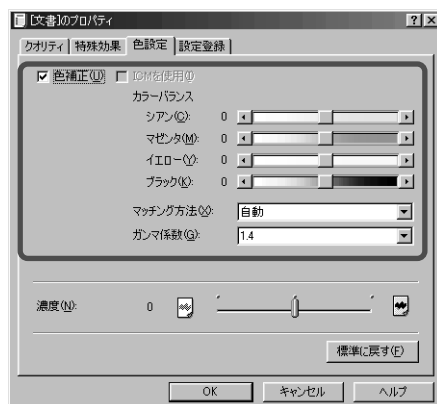 [文書]のプロパティ
クオリティ 特殊効果 色設定 設定登録
色補正(U) ICMを使用(I)
カラーバランス
シアン(C): 0
マゼンタ(M): 0
イエロー(Y): 0
ブラック(K): 0
マッチング方法(X): 自動
ガンマ係数(G): 1.4
濃度(N): 0
標準に戻す(F)
OK キャンセル ヘルプ